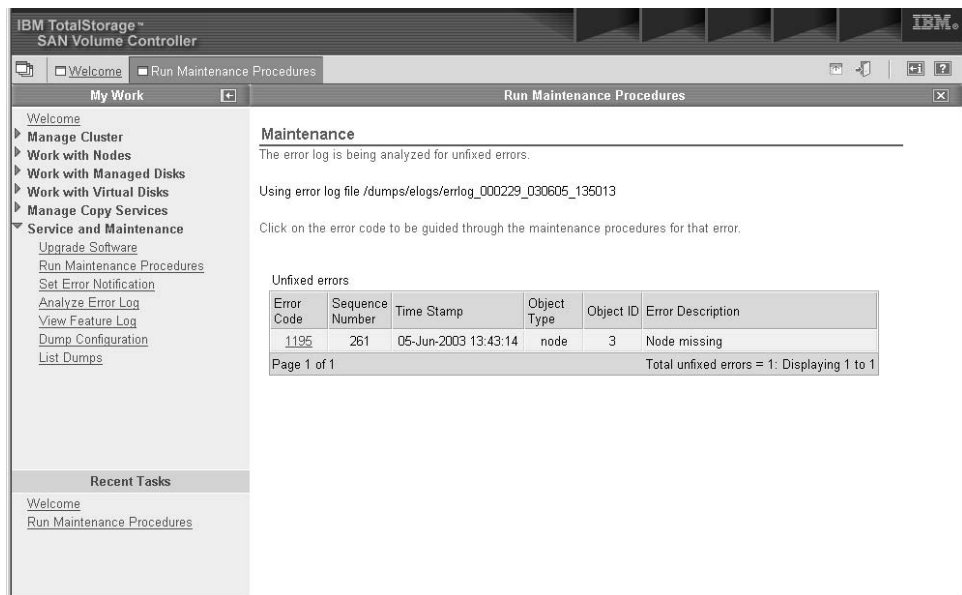 IBM TotalStorage™
SAN Volume Controller
IBM®
Welcome
Run Maintenance Procedures
My Work
Run Maintenance Procedures
Welcome
Manage Cluster
Work with Nodes
Work with Managed Disks
Work with Virtual Disks
Manage Copy Services
Service and Maintenance
Upgrade Software
Run Maintenance Procedures
Set Error Notification
Analyze Error Log
View Feature Log
Dump Configuration
List Dumps
Recent Tasks
Welcome
Run Maintenance Procedures
Maintenance
The error log is being analyzed for unfixed errors.
Using error log file /dumps/elogs/errlog_000229_030605_135013
Click on the error code to be guided through the maintenance procedures for that error.
Unfixed errors
Error Code Sequence Number Time Stamp Object Type Object ID Error Description
1195 261 05-Jun-2003 13:43:14 node 3 Node missing
Page 1 of 1 Total unfixed errors = 1: Displaying 1 to 1